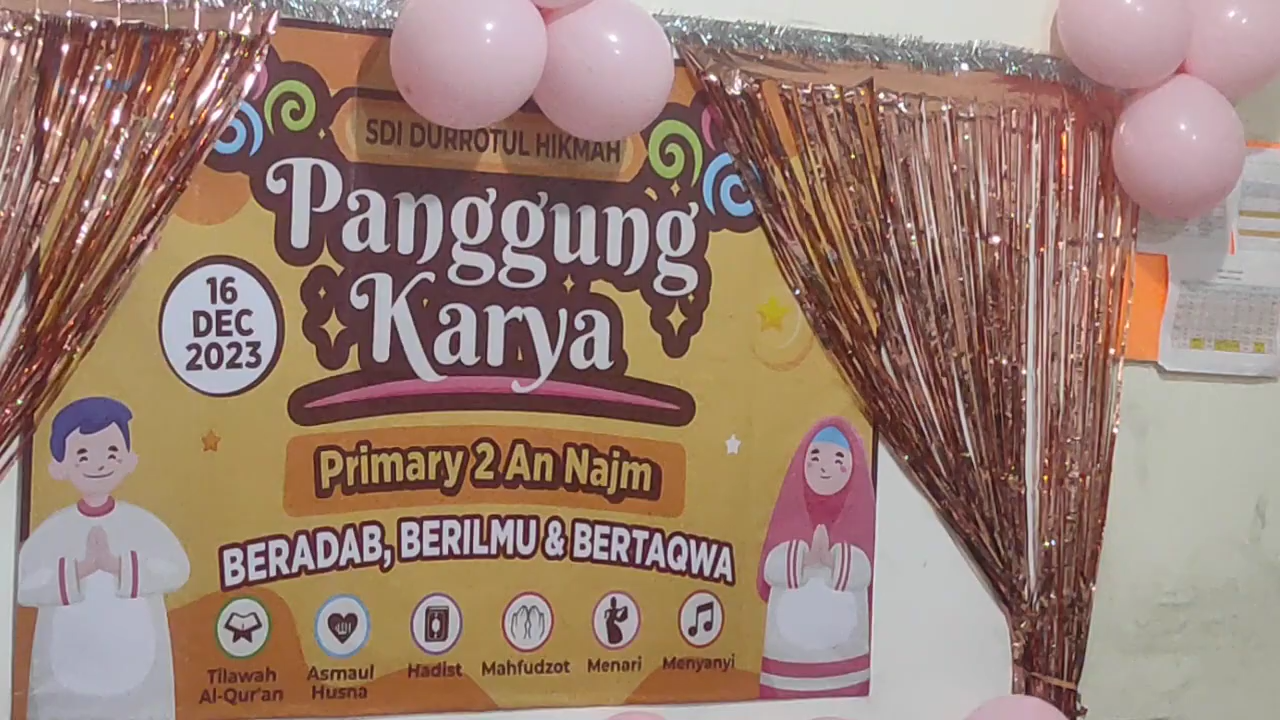 SDI DURROTUL HIKMAH
Panggung
Karya
16
DEC
2023
Primary 2 An Najm
BERADAB, BERILMU & BERTAQWA
Tilawah
Al-Qur'an
Asmaul
Husna
Hadist
Mahfudzot
Menari
Menyanyi